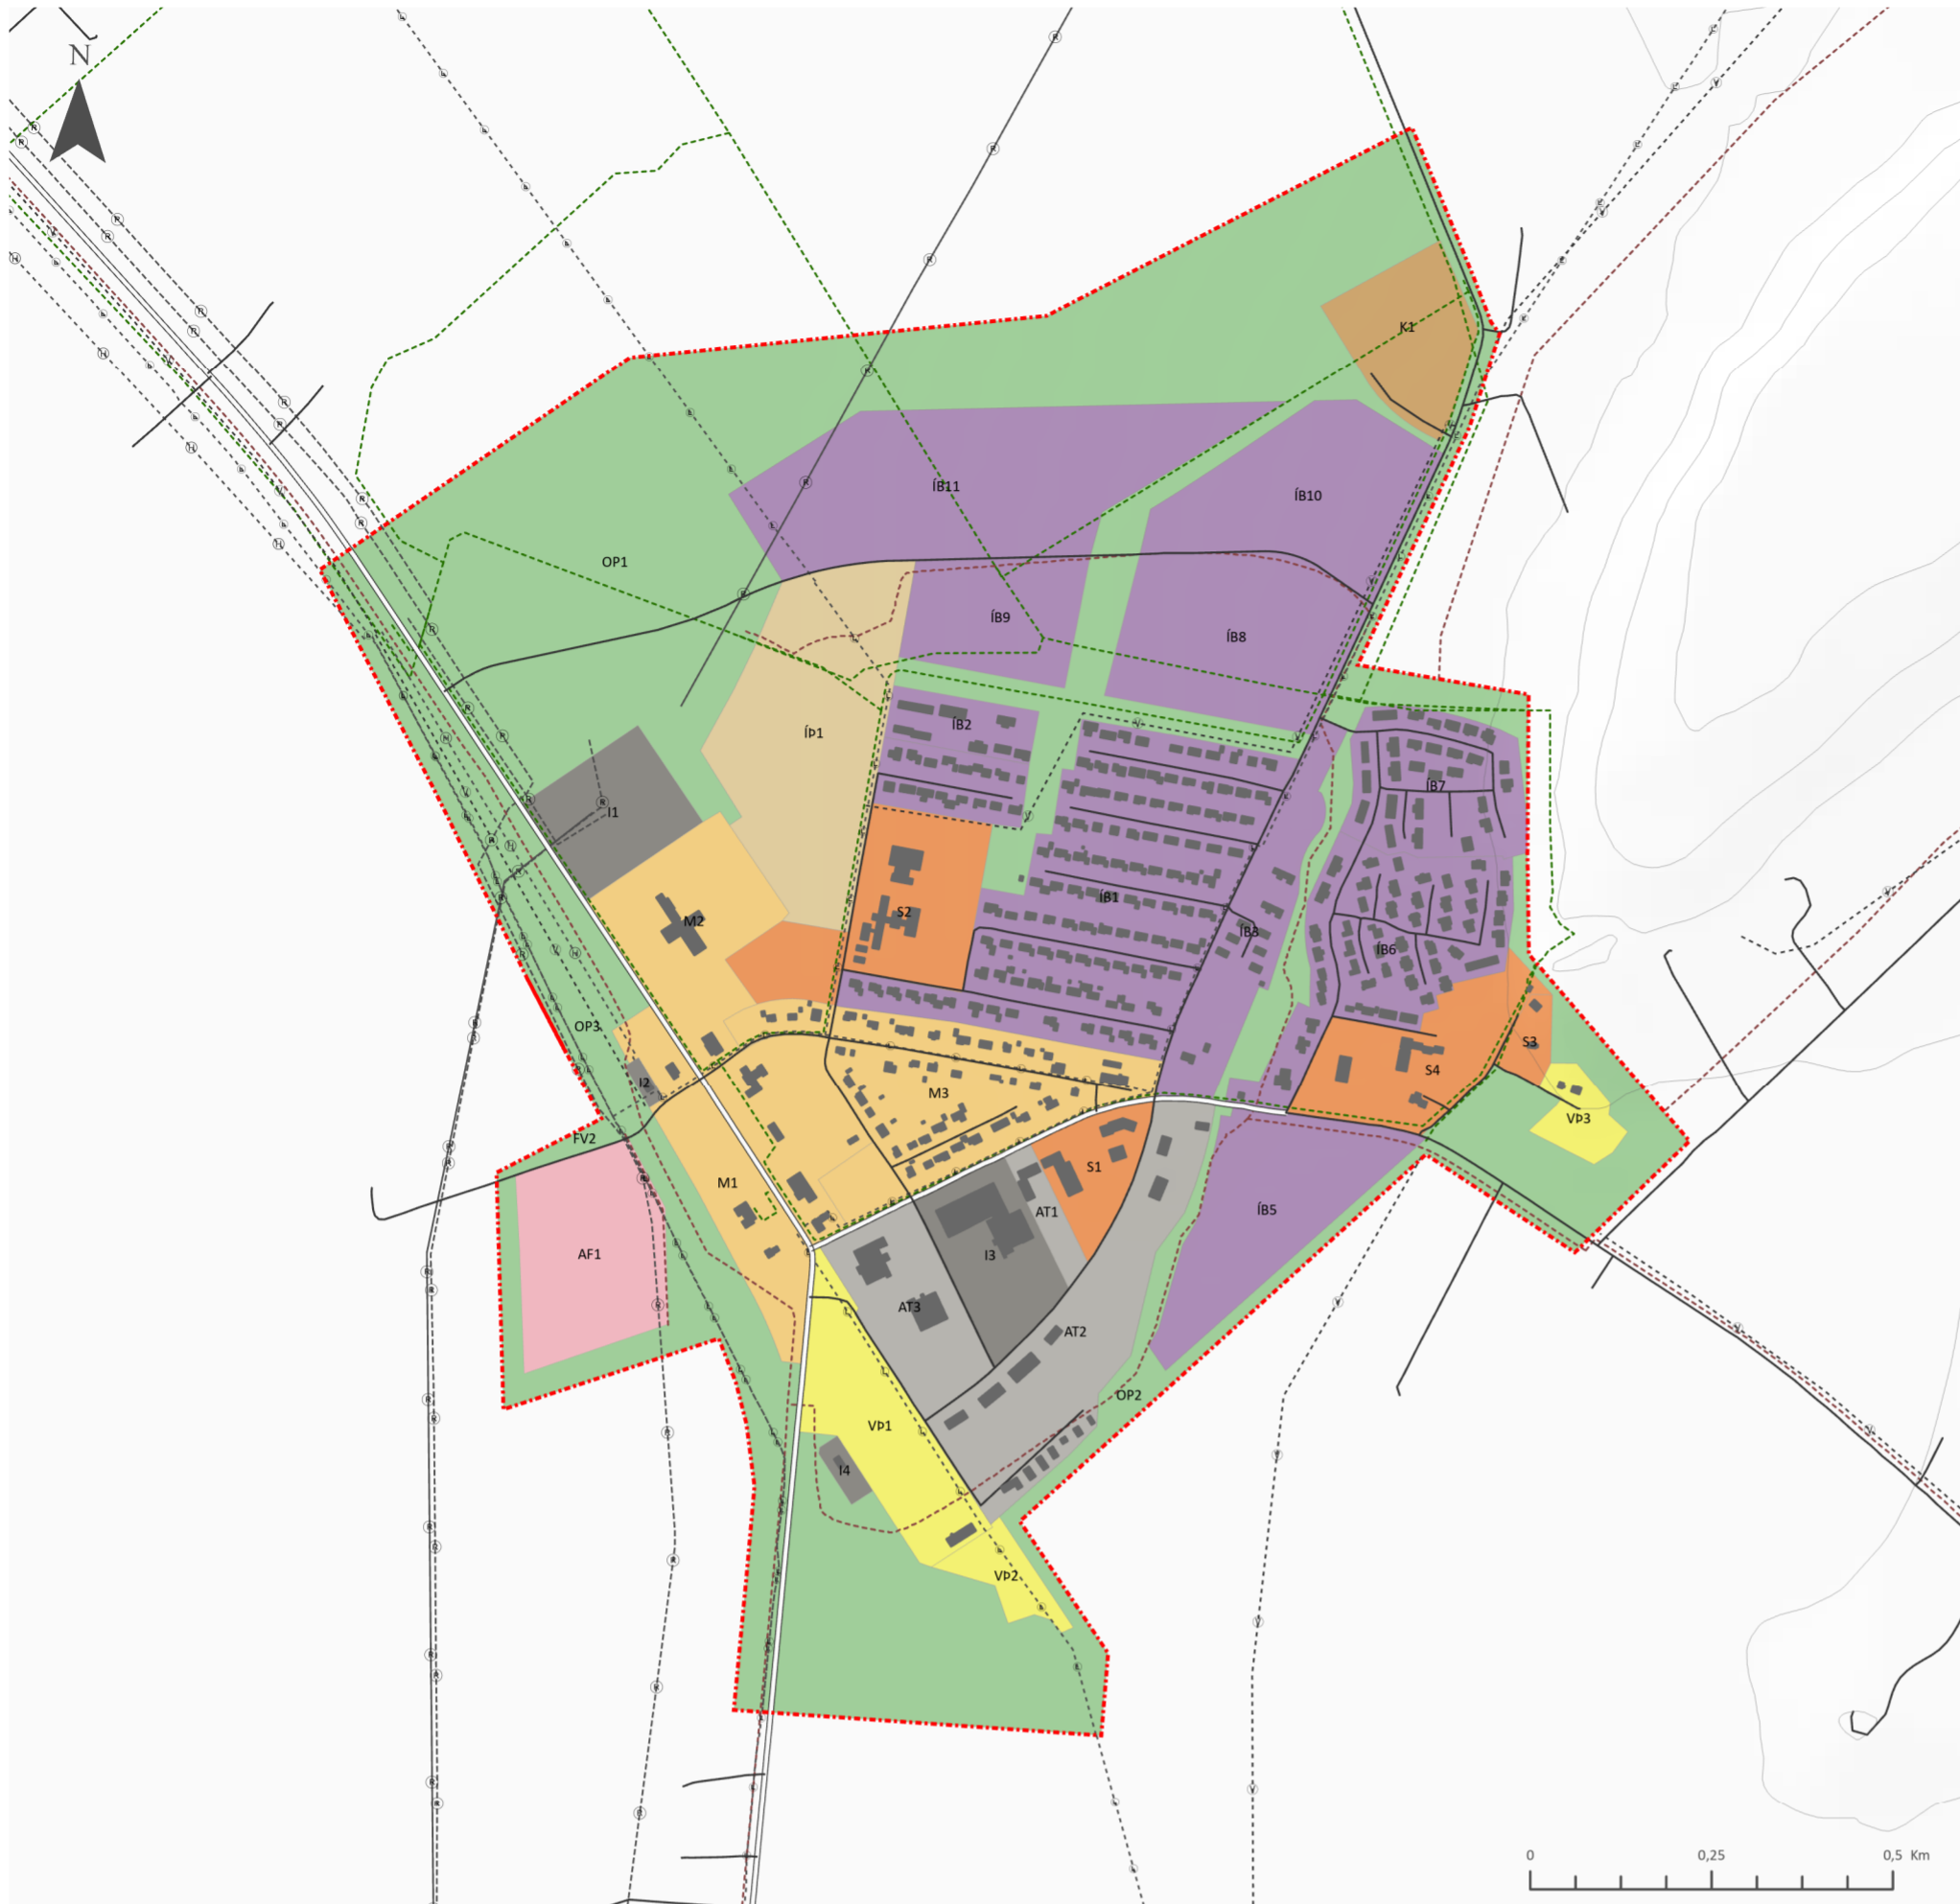 N
K1
ÍB11
ÍB10
OP1
ÍB9
ÍB8
ÍB2
ÍÞ1
ÍB7
I1
ÍB1
S2
M2
ÍB3
ÍB6
OP3
S3
S4
I2
M3
VÞ3
FV2
S1
M1
ÍB5
AT1
AF1
I3
AT3
AT2
OP2
VÞ1
I4
VÞ2
0 0,25 0,5 Km